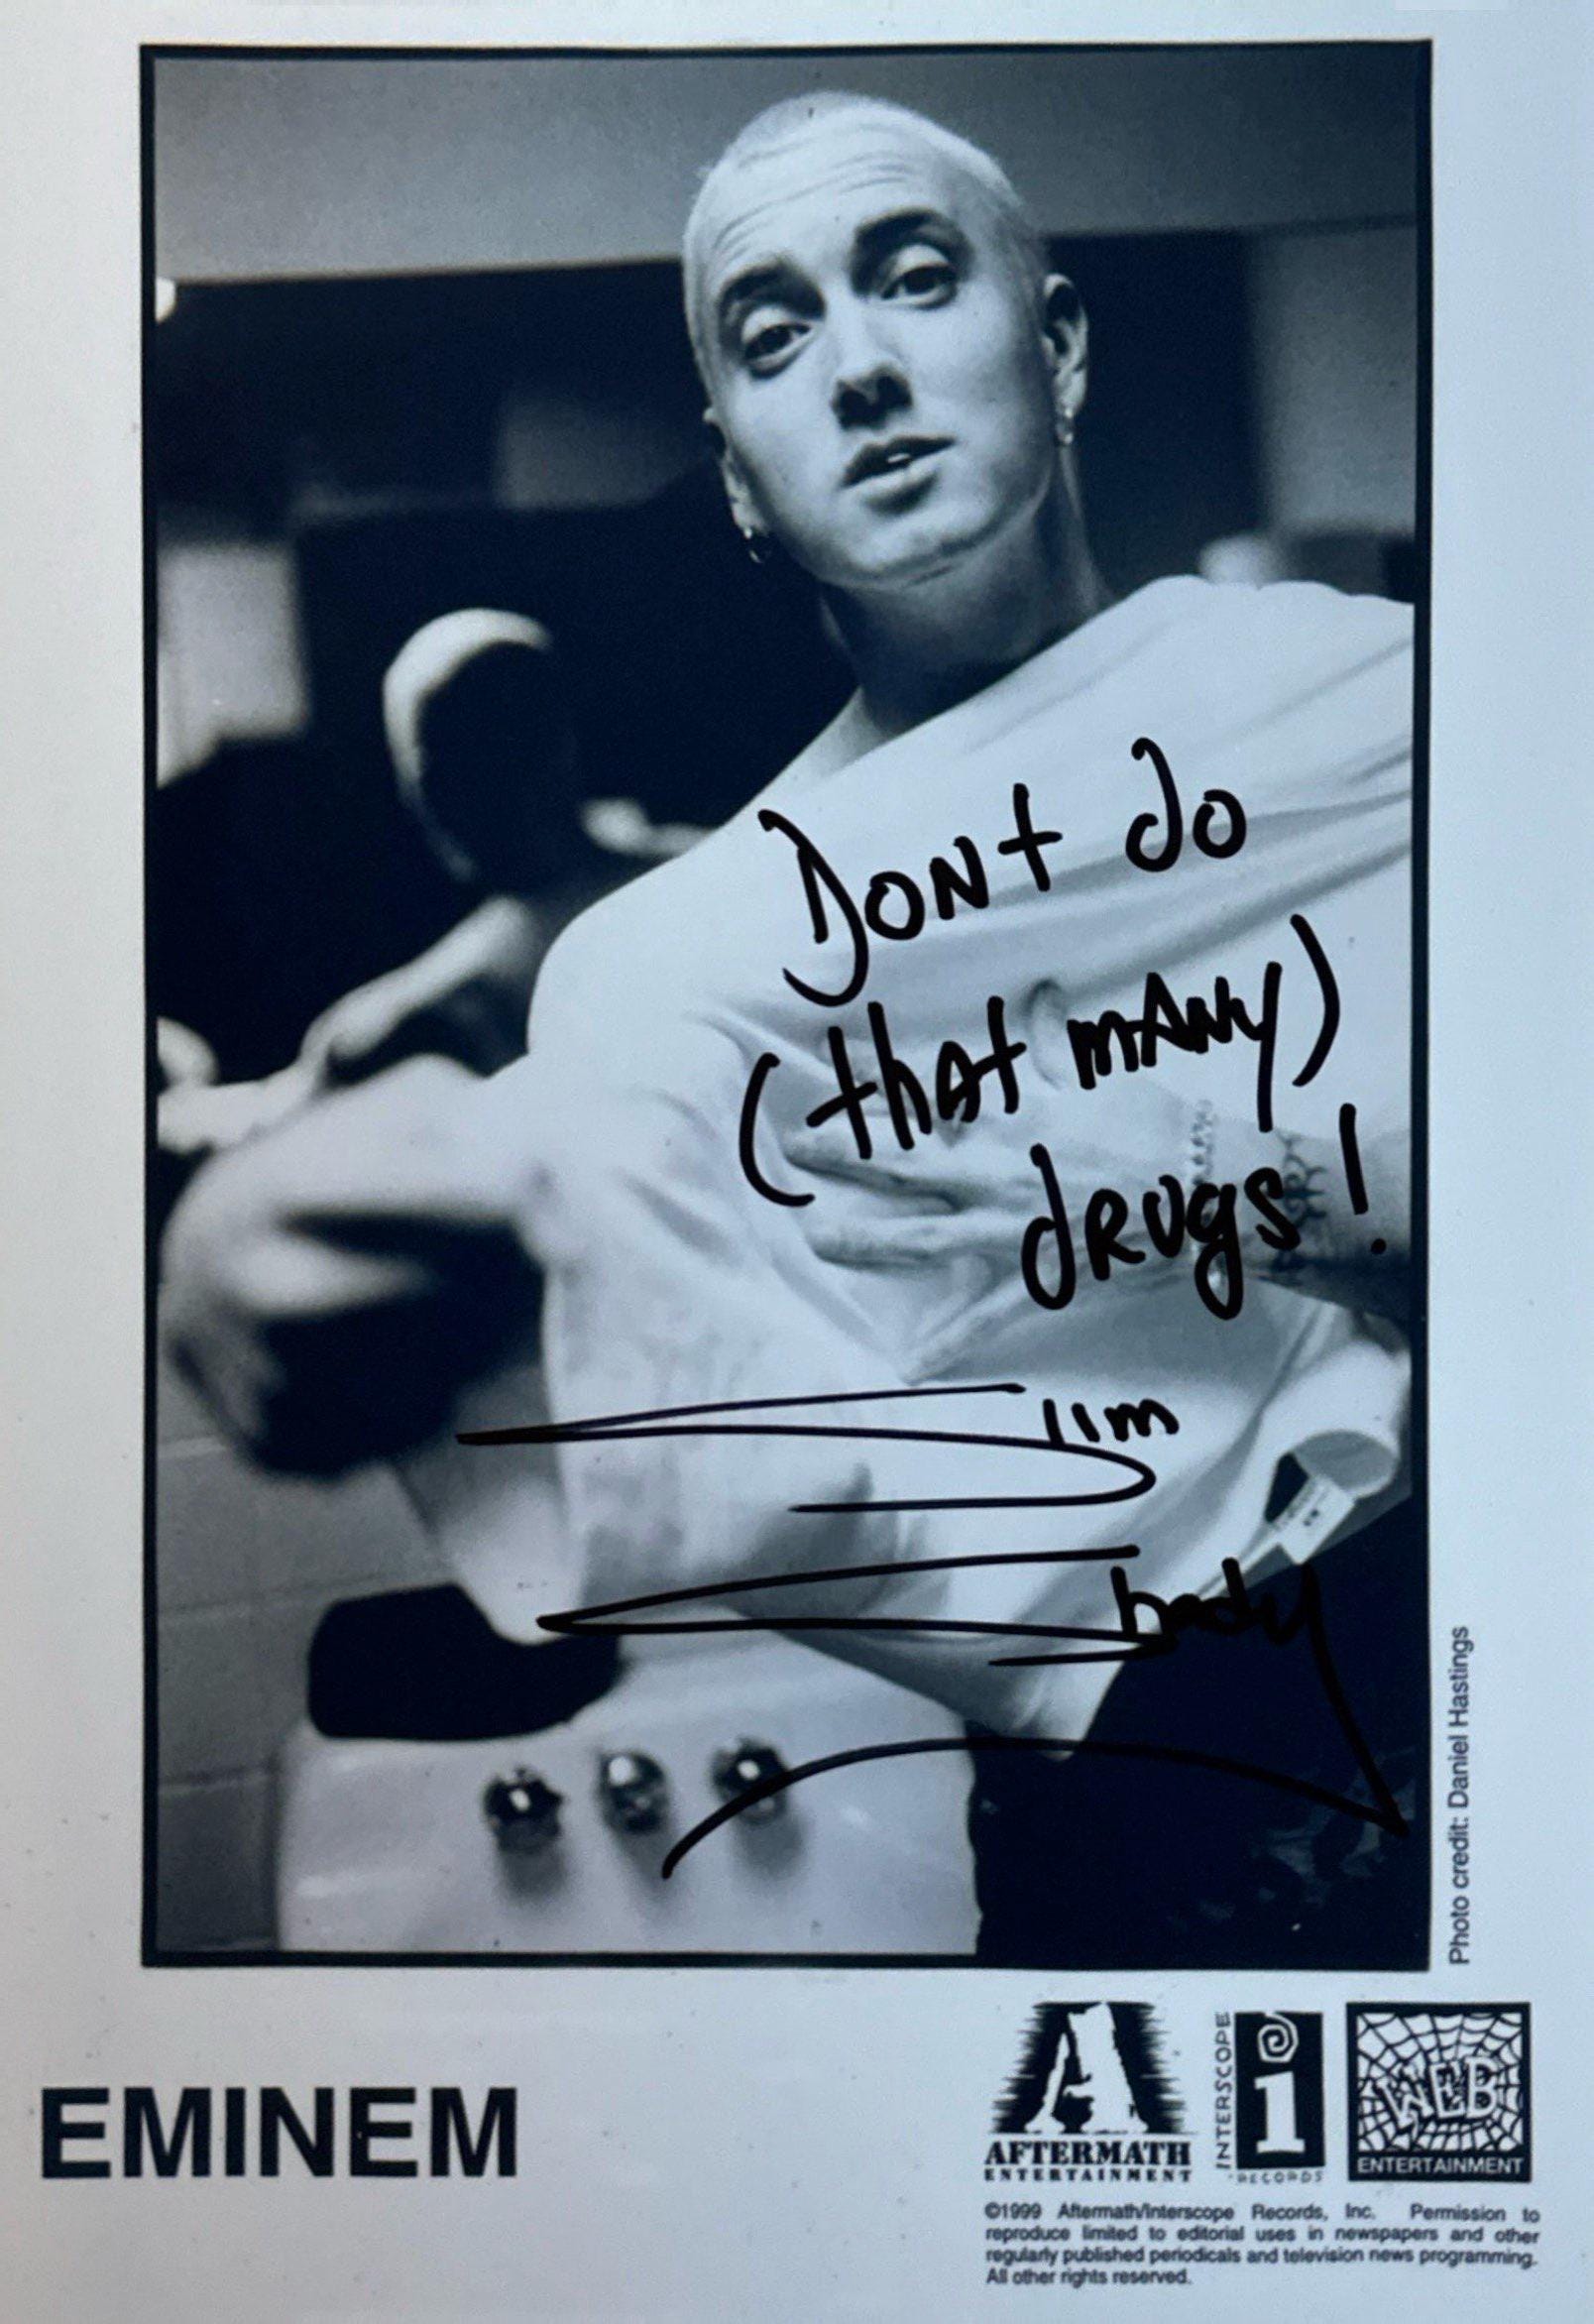 Dont do
(that many)
drugs!
Slim
Shady
Photo credit: Daniel Hastings
EMINEM
A
AFTERMATH
ENTERTAINMENT
INTERSCOPE
i
RECORDS
WEB
ENTERTAINMENT
©1999 Aftermath/Interscope Records, Inc. Permission to
reproduce limited to editorial uses in newspapers and other
regularly published periodicals and television news programming.
All other rights reserved.